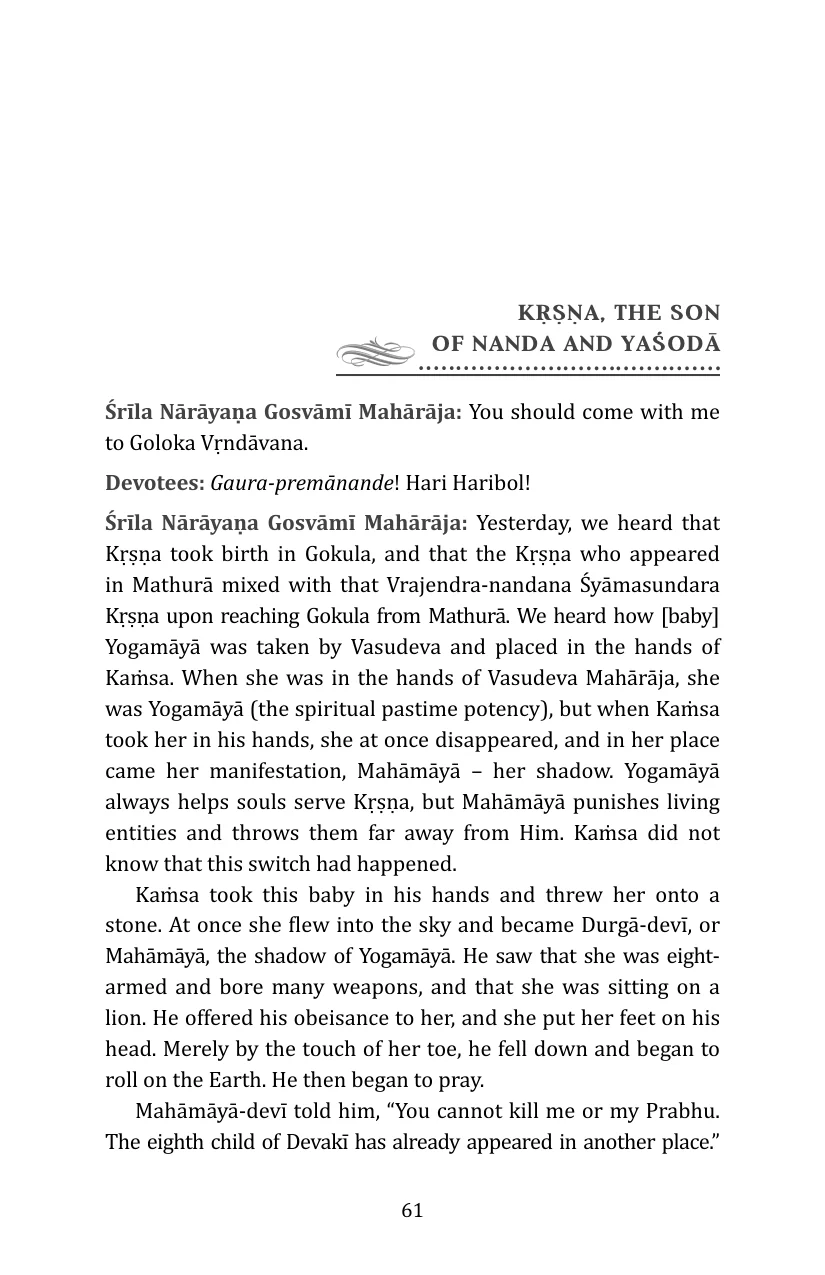 KṚṢṆA, THE SON
OF NANDA AND YAŚODĀ
Śrīla Nārāyaṇa Gosvāmī Mahārāja: You should come with me
to Goloka Vṛndāvana.
Devotees: Gaura-premānande! Hari Haribol!
Śrīla Nārāyaṇa Gosvāmī Mahārāja: Yesterday, we heard that
Kṛṣṇa took birth in Gokula, and that the Kṛṣṇa who appeared
in Mathurā mixed with that Vrajendra-nandana Śyāmasundara
Kṛṣṇa upon reaching Gokula from Mathurā. We heard how [baby]
Yogamāyā was taken by Vasudeva and placed in the hands of
Kaṁsa. When she was in the hands of Vasudeva Mahārāja, she
was Yogamāyā (the spiritual pastime potency), but when Kaṁsa
took her in his hands, she at once disappeared, and in her place
came her manifestation, Mahāmāyā – her shadow. Yogamāyā
always helps souls serve Kṛṣṇa, but Mahāmāyā punishes living
entities and throws them far away from Him. Kaṁsa did not
know that this switch had happened.
Kaṁsa took this baby in his hands and threw her onto a
stone. At once she flew into the sky and became Durgā-devī, or
Mahāmāyā, the shadow of Yogamāyā. He saw that she was eight-
armed and bore many weapons, and that she was sitting on a
lion. He offered his obeisance to her, and she put her feet on his
head. Merely by the touch of her toe, he fell down and began to
roll on the Earth. He then began to pray.
Mahāmāyā-devī told him, “You cannot kill me or my Prabhu.
The eighth child of Devakī has already appeared in another place.”
61